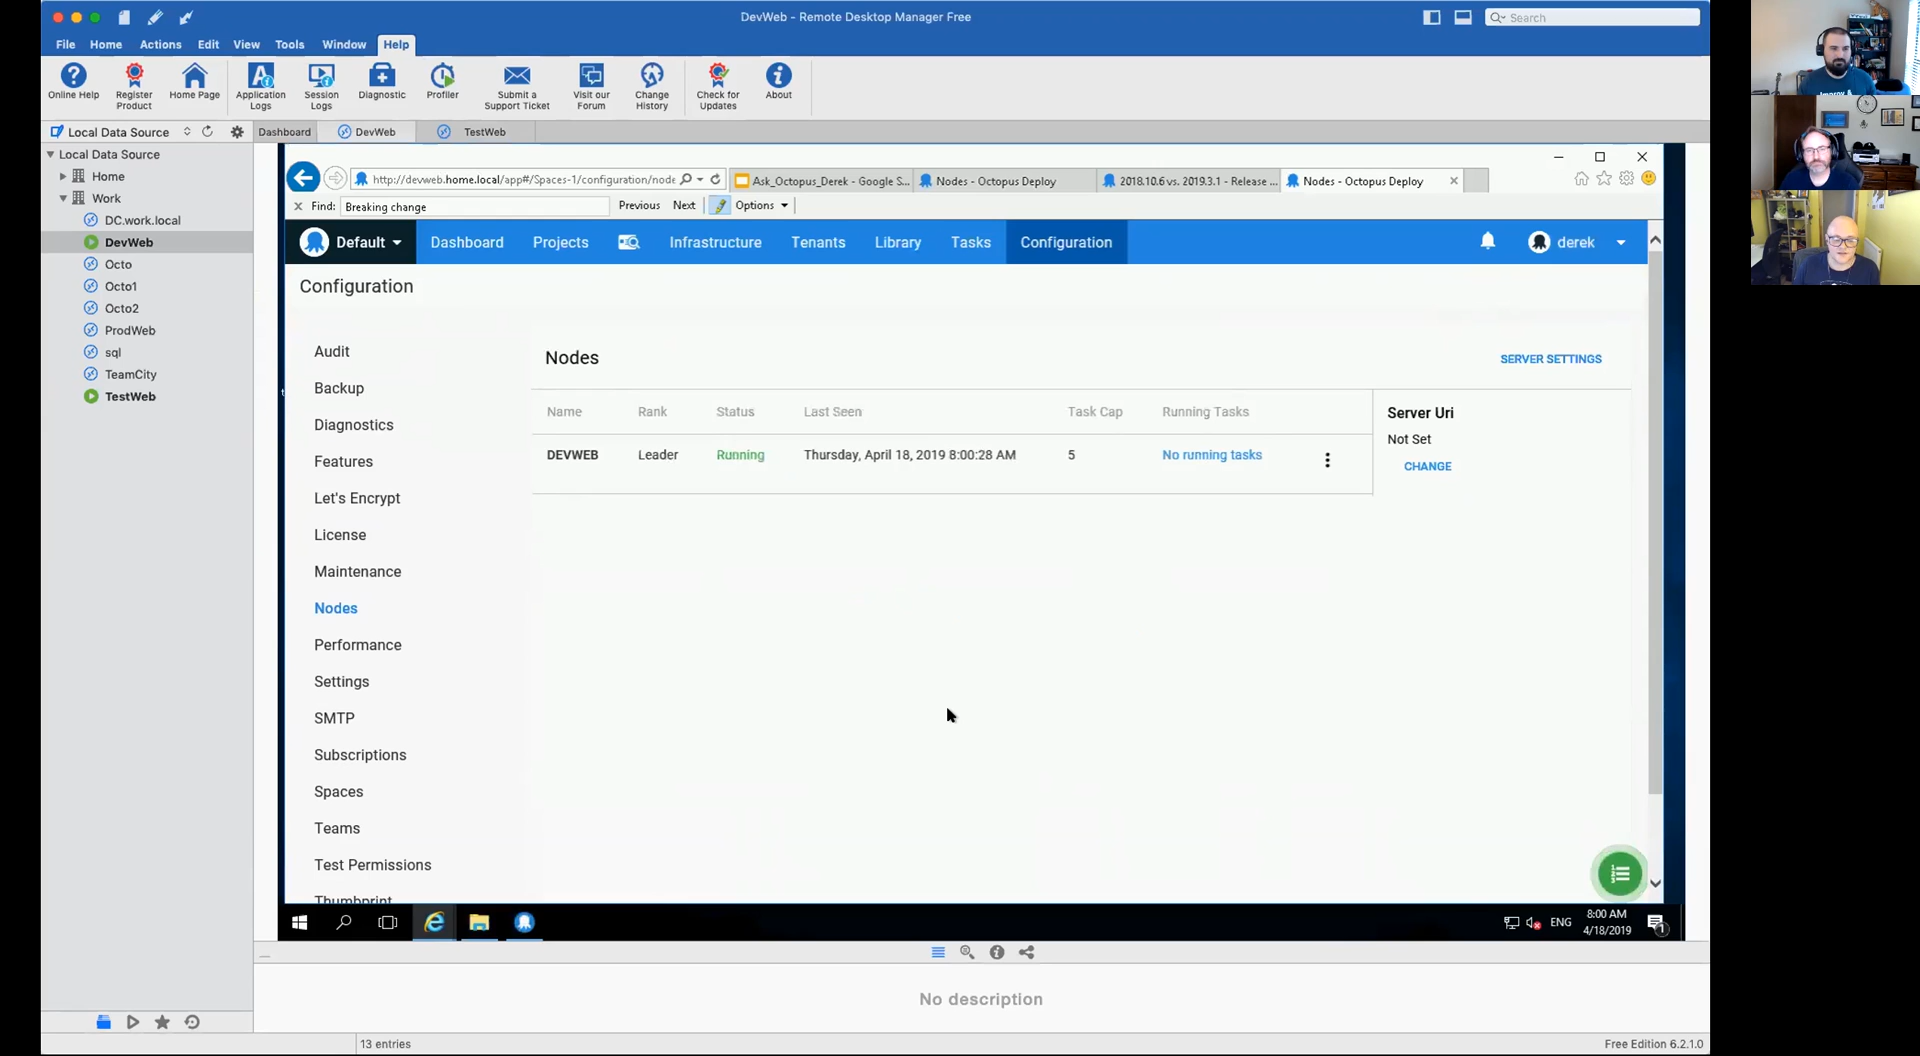 DevWeb - Remote Desktop Manager Free
Search
File Home Actions Edit View Tools Window Help
Online Help
Register Product
Home Page
Application Logs
Session Logs
Diagnostic
Profiler
Submit a Support Ticket
Visit our Forum
Change History
Check for Updates
About
Local Data Source
Dashboard DevWeb TestWeb
Local Data Source
Home
Work
DC.work.local
DevWeb
Octo
Octo1
Octo2
ProdWeb
sql
TeamCity
TestWeb
http://devweb.home.local/app#/Spaces-1/configuration/node
Ask_Octopus_Derek - Google S...
Nodes - Octopus Deploy
2018.10.6 vs. 2019.3.1 - Release ...
Nodes - Octopus Deploy
Find: Breaking change Previous Next Options
Default Dashboard Projects Infrastructure Tenants Library Tasks Configuration derek
Configuration
Audit
Backup
Diagnostics
Features
Let's Encrypt
License
Maintenance
Nodes
Performance
Settings
SMTP
Subscriptions
Spaces
Teams
Test Permissions
Thumbprint
Nodes SERVER SETTINGS
Name Rank Status Last Seen Task Cap Running Tasks
DEVWEB Leader Running Thursday, April 18, 2019 8:00:28 AM 5 No running tasks
Server Uri
Not Set
CHANGE
ENG
8:00 AM
4/18/2019
1
No description
13 entries
Free Edition 6.2.1.0